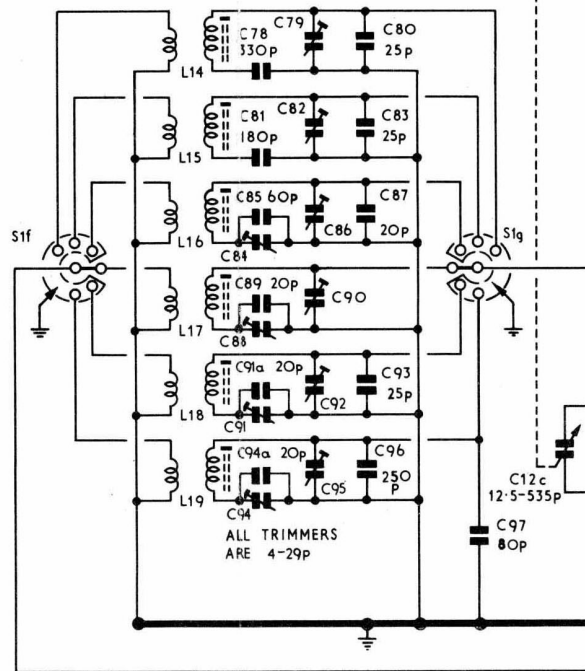 C78
330p
C79
C80
25p
L14
C81
180p
C82
C83
25p
L15
C85 60p
C87
20p
C86
L16
C84
S1f
S1g
C89 20p
C90
L17
C88
C91a 20p
C93
25p
C92
L18
C91
C94a 20p
C96
250
p
C95
L19
C94
C12c
12·5-535p
C97
80p
ALL TRIMMERS
ARE 4-29p